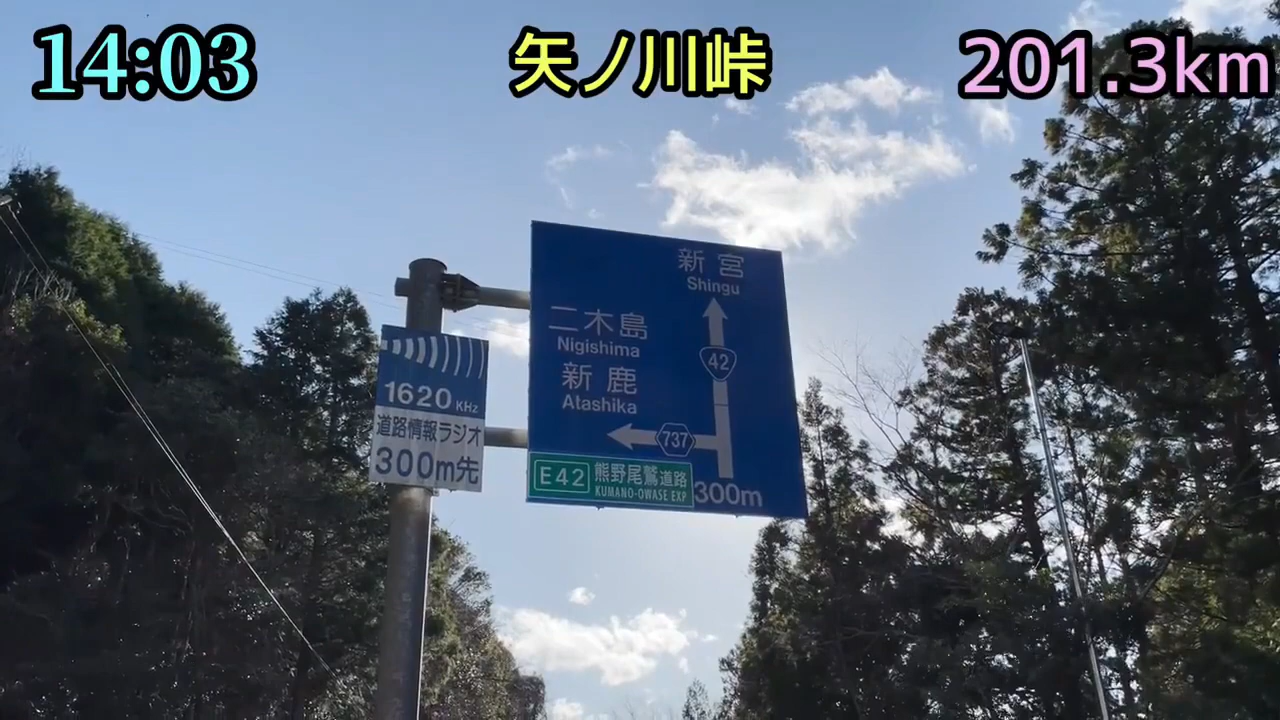 14:03
矢ノ川峠
201.3km
新宮
Shingu
二木島
Nigishima
新鹿
Atashika
42
737
E42
熊野尾鷲道路
KUMANO-OWASE EXP
300m
1620 KHz
道路情報ラジオ
300m先